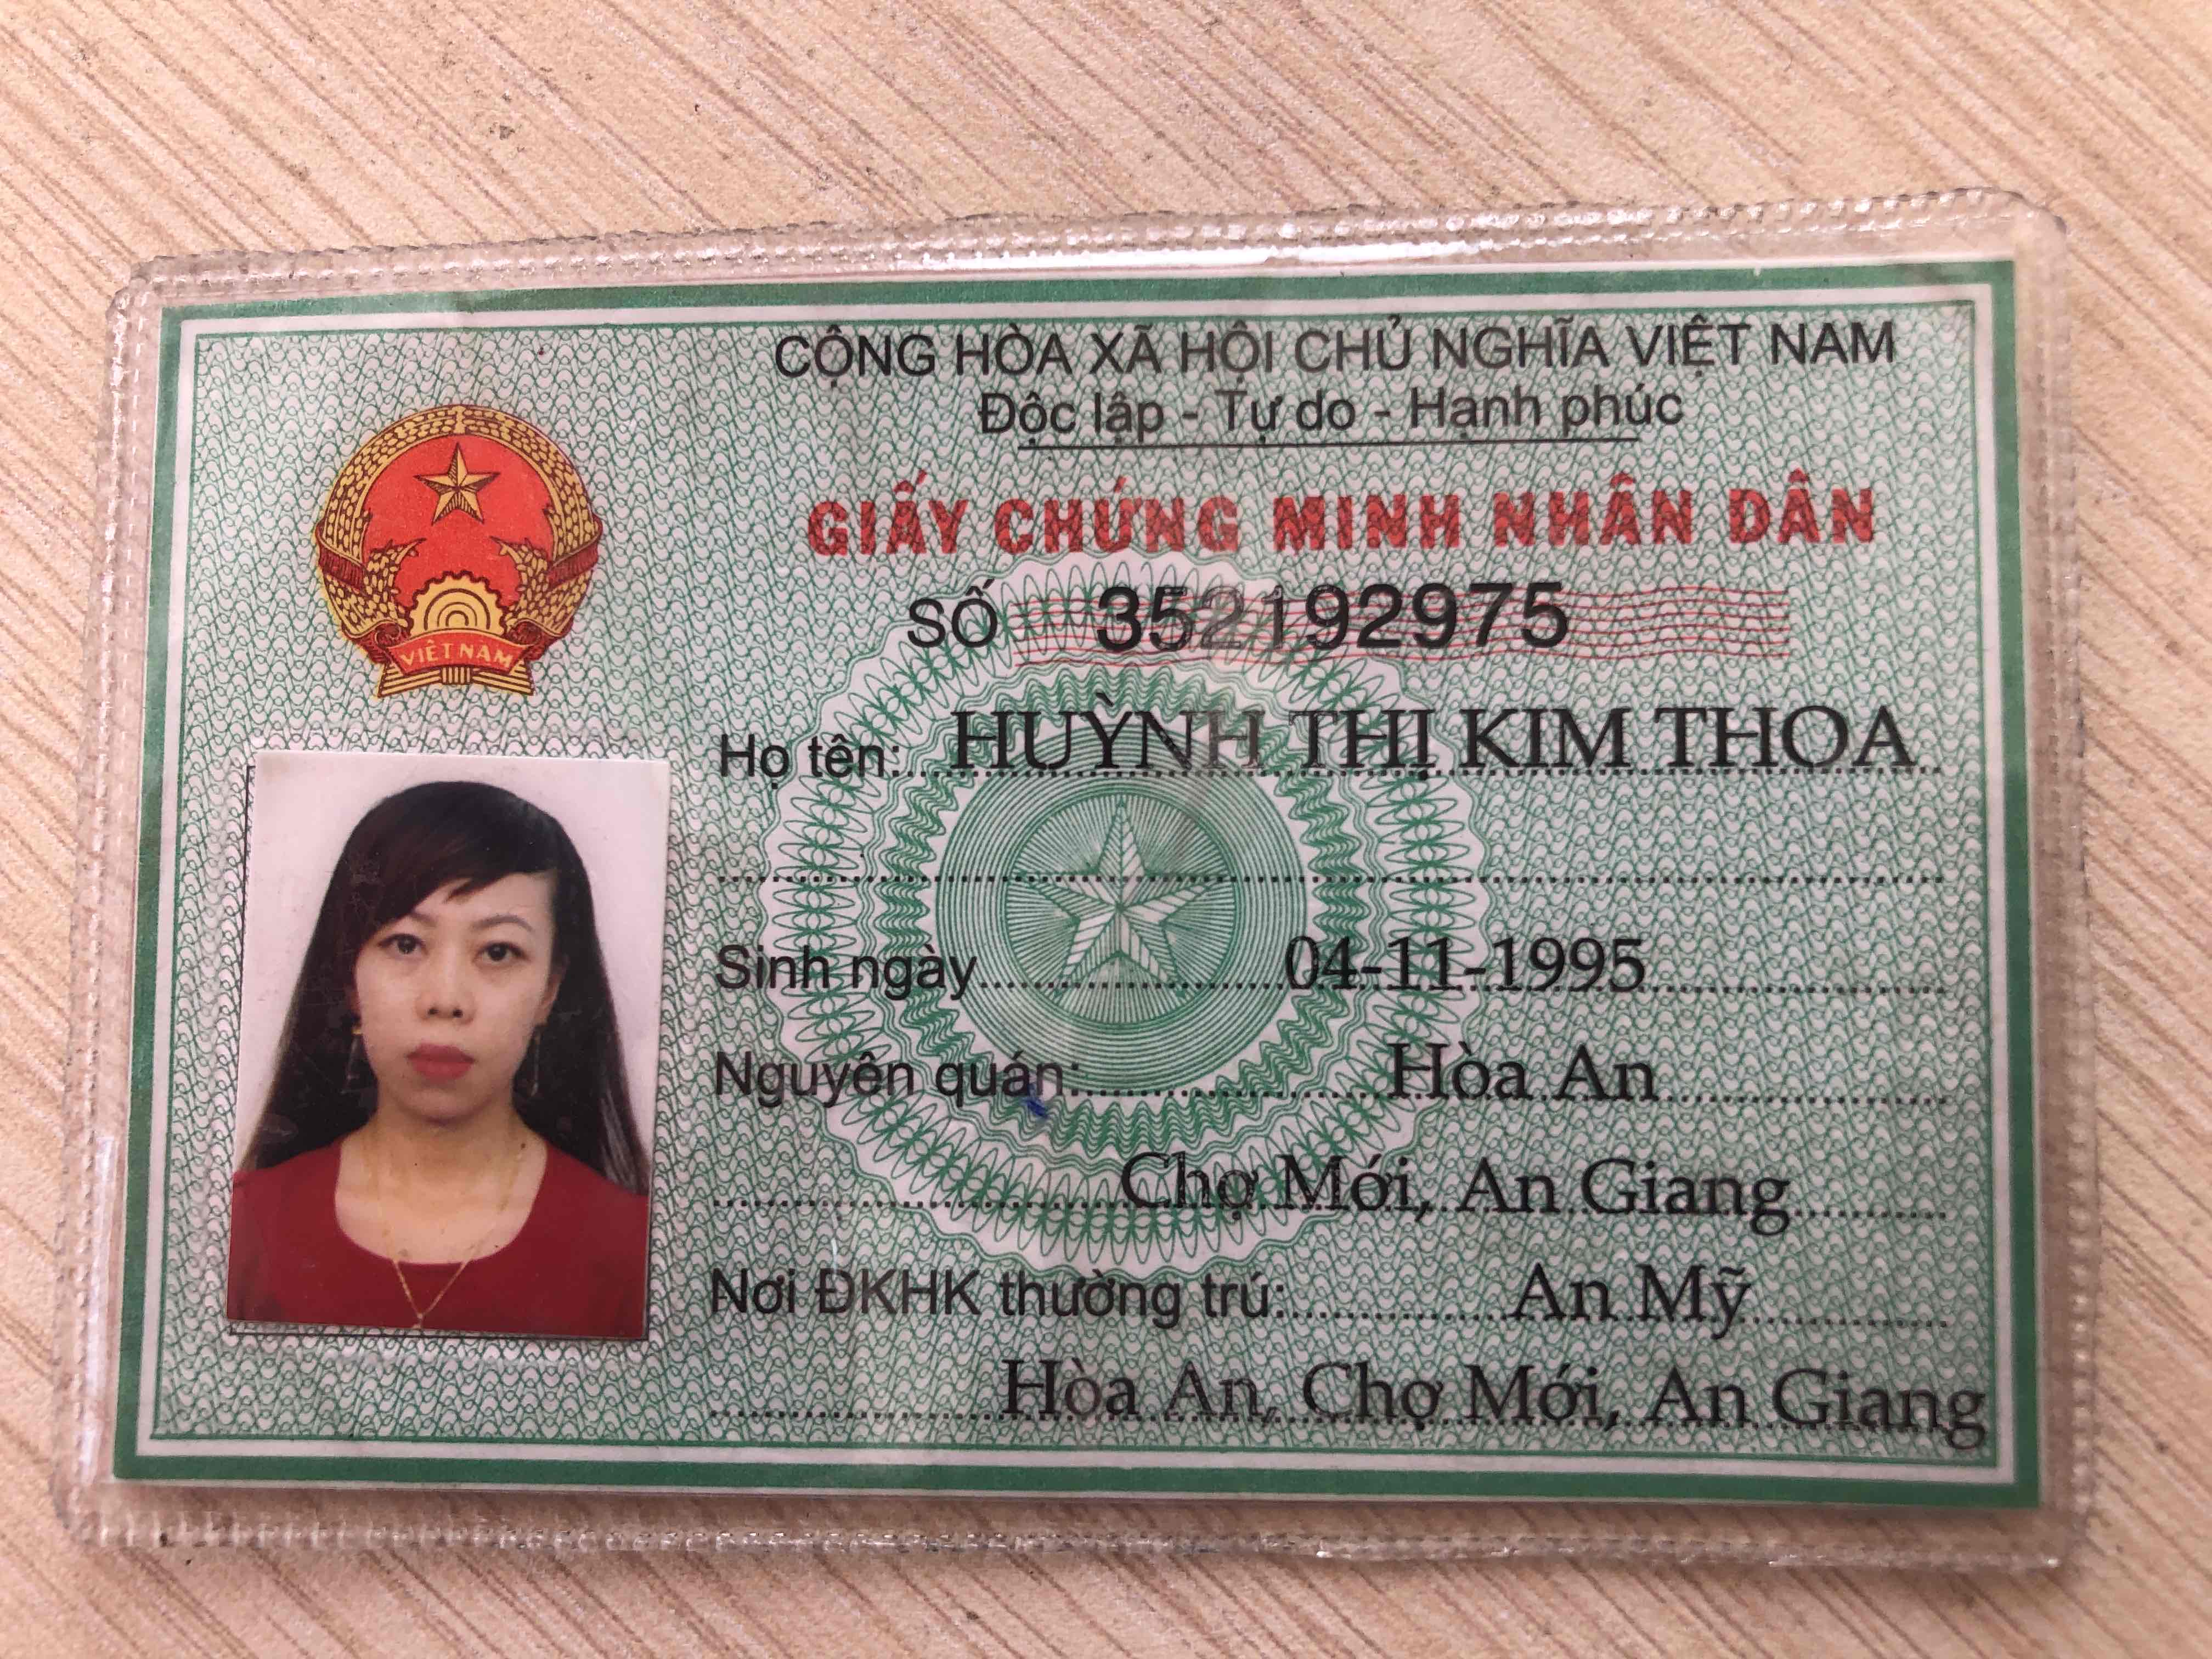 CỘNG HÒA XÃ HỘI CHỦ NGHĨA VIỆT NAM
Độc lập - Tự do - Hạnh phúc
GIẤY CHỨNG MINH NHÂN DÂN
SỐ 352192975
Họ tên: HUỲNH THỊ KIM THOA
Sinh ngày 04-11-1995
Nguyên quán Hòa An
Chợ Mới, An Giang
Nơi ĐKHK thường trú: An Mỹ
Hòa An, Chợ Mới, An Giang
VIỆT NAM